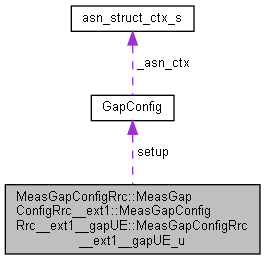 asn_struct_ctx_s
_asn_ctx
GapConfig
setup
MeasGapConfigRrc::MeasGap
ConfigRrc__ext1::MeasGapConfig
Rrc__ext1__gapUE::MeasGapConfigRrc
__ext1__gapUE_u